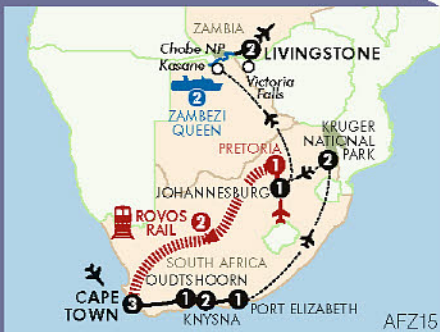 ZAMBIA
Chobe NP
2
LIVINGSTONE
Kasane
Victoria
Falls
2
ZAMBEZI
QUEEN
KRUGER
NATIONAL
PARK
2
PRETORIA
1
JOHANNESBURG
1
ROVOS
RAIL
2
SOUTH AFRICA
OUDTSHOORN
CAPE
TOWN
3
1
2
1
PORT ELIZABETH
KNYSNA
AFZ15